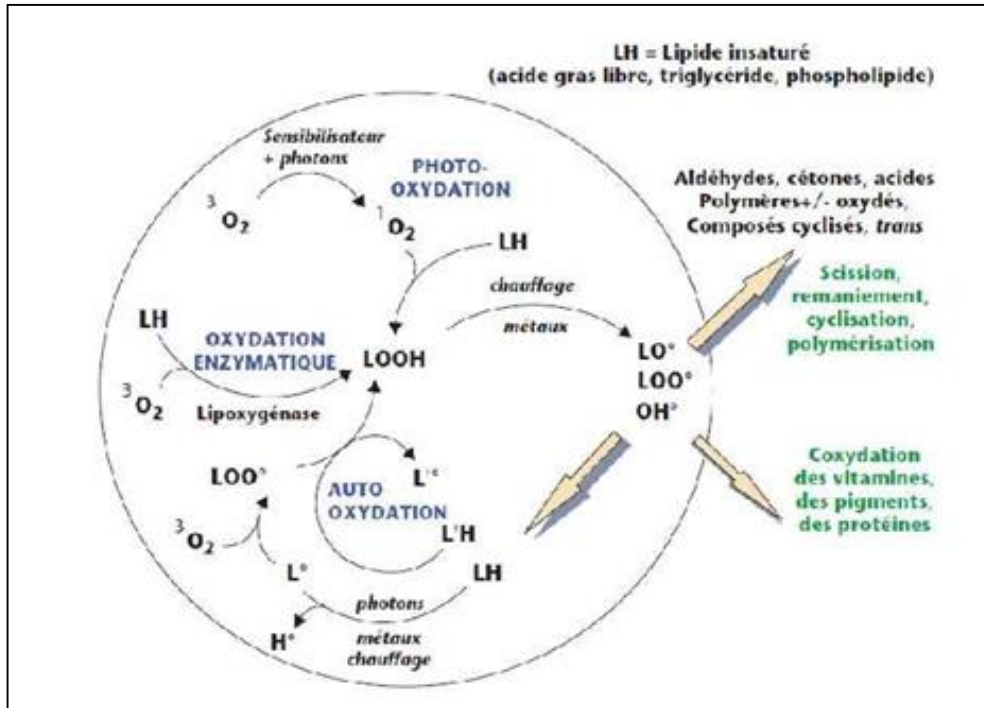 LH = Lipide insaturé
(acide gras libre, triglycéride, phospholipide)
Sensibilisateur
+ photons
PHOTO-
OXYDATION
³O₂
¹O₂
LH
Aldéhydes, cétones, acides
Polymères+/- oxydés,
Composés cyclisés, trans
Scission,
remaniement,
cyclisation,
polymérisation
chauffage
métaux
LH
OXYDATION
ENZYMATIQUE
LOOH
³O₂
Lipoxygénase
LO°
LOO°
OH°
LOO°
L'°
AUTO
OXYDATION
Coxydation
des vitamines,
des pigments,
des protéines
³O₂
L'H
L°
LH
photons
H°
métaux
chauffage